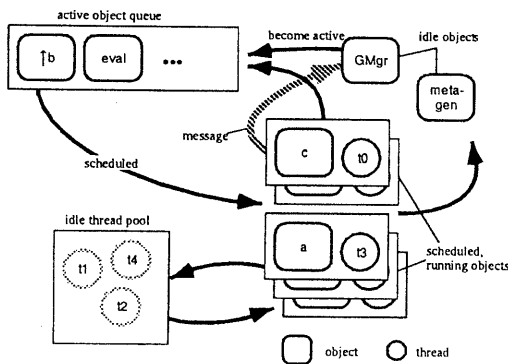 active object queue
↑b
eval
...
become active
GMgr
idle objects
meta-
gen
message
scheduled
c
t0
idle thread pool
t1
t4
t2
a
t3
scheduled,
running objects
object
thread